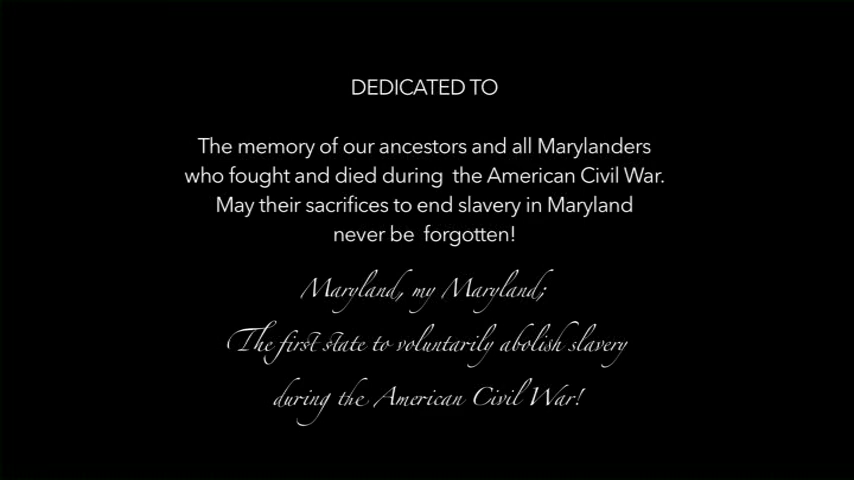 DEDICATED TO
The memory of our ancestors and all Marylanders
who fought and died during the American Civil War.
May their sacrifices to end slavery in Maryland
never be forgotten!
Maryland, my Maryland;
The first state to voluntarily abolish slavery
during the American Civil War!